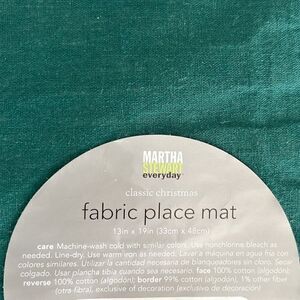 MARTHA
STEWART
everyday
classic christmas
fabric place mat
13in x 19in (33cm x 48cm)
care Machine-wash cold with similar colors. Use nonchlorine bleach as
needed. Line-dry. Use warm iron as needed. Lavar a máquina en agua fría con
colores similares. Utilizar la cantidad necesaria de blanqueadores sin cloro. Secar
colgado. Usar plancha tibia cuando sea necesario. face 100% cotton (algodón);
reverse 100% cotton (algodón); border 99% cotton (algodón), 1% other fiber
(otra fibra), exclusive of decoration (exclusivo de decoración)